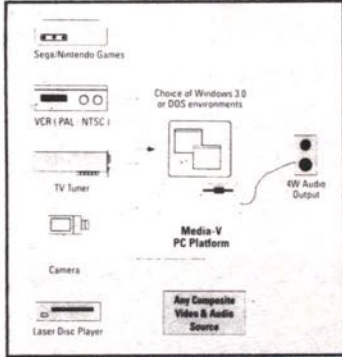 Sega/Nintendo Games
VCR ( PAL - NTSC )
TV Tuner
Camera
Laser Disc Player
Choice of Windows 3.0
or DOS environments
Media-V
PC Platform
4W Audio
Output
Any Composite
Video & Audio
Source